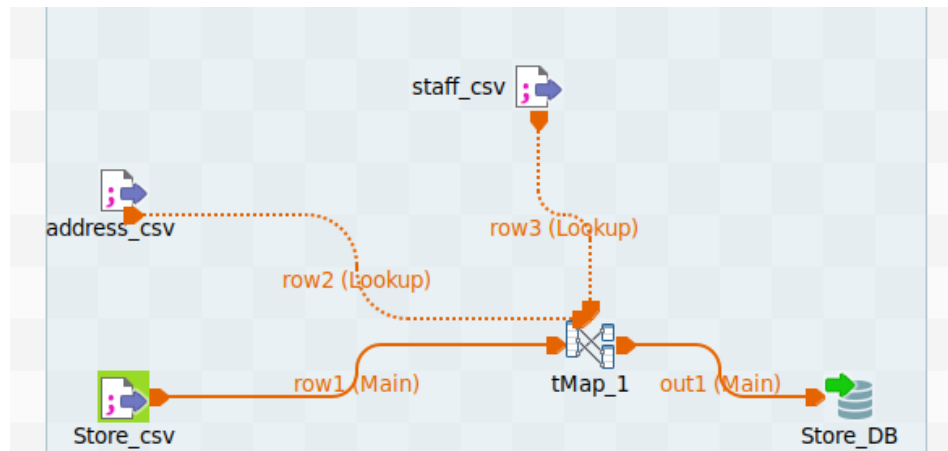 staff_csv
address_csv
row3 (Lookup)
row2 (Lookup)
row1 (Main)
tMap_1
out1 (Main)
Store_csv
Store_DB